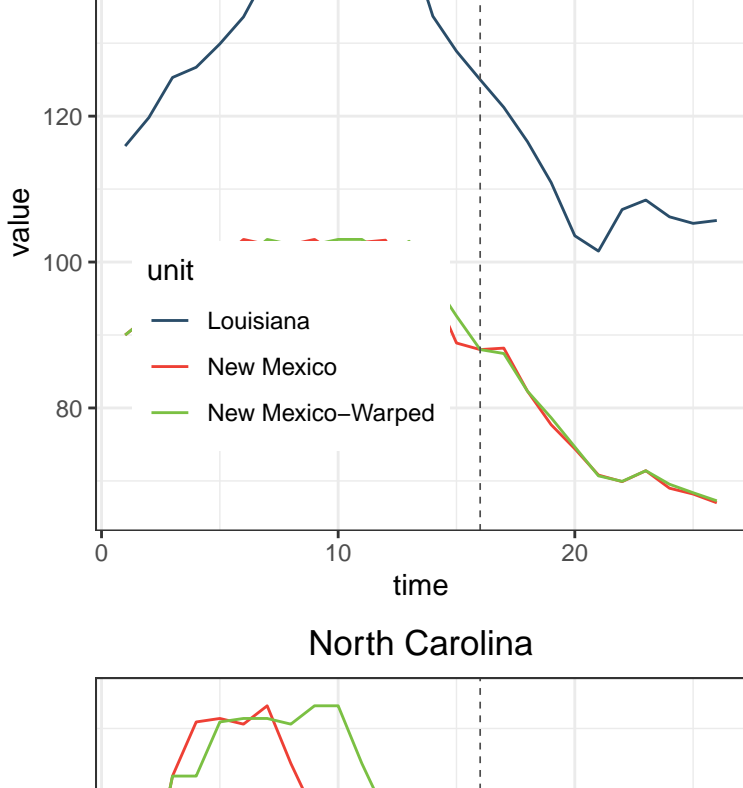 120
value
100
unit
Louisiana
New Mexico
New Mexico−Warped
80
0 10 20
time
North Carolina